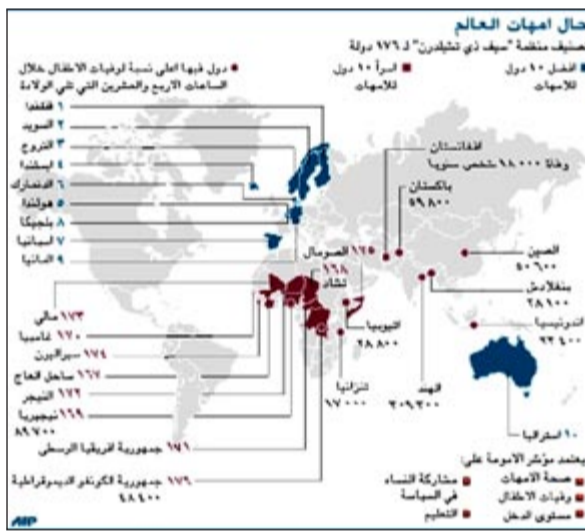 حال امهات العالم
تصنيف منظمة "سيف ذي تشيلدرن" لـ ١٧٦ دولة
افضل ١٠ دول
للامهات
اسوأ ١٠ دول
للامهات
دول فيها اعلى نسبة لوفيات الاطفال خلال
الساعات الاربع والعشرين التي تلي الولادة
١ فنلندا
٢ السويد
٣ النروج
٤ ايسلندا
٦ الدنمارك
٥ هولندا
٨ بلجيكا
٧ اسبانيا
٩ المانيا
افغانستان
وفاة ١٨٠٠٠ شخص سنويا
باكستان
٥٩٨٠٠
الصين
٥٠٦٠٠
بنغلادش
٢٨١٠٠
اندونيسيا
٢٣٤٠٠
الهند
٣٠٩٣٠٠
١٠ استراليا
١٧٥ الصومال
١٦٨
تشاد
اثيوبيا
٢٨٨٠٠
تنزانيا
١٧٠٠٠
١٧٣ مالي
١٧٠ غامبيا
١٧٤ سيراليون
١٦٧ ساحل العاج
١٧٢ النيجر
١٦٩ نيجيريا
٨٩٧٠٠
١٧١ جمهورية افريقيا الوسطى
١٧٦ جمهورية الكونغو الديموقراطية
٤٨٤٠٠
يعتمد مؤشر الامومة على:
صحة الامهات
وفيات الاطفال
مستوى الدخل
مشاركة النساء
في السياسة
التعليم
AFP